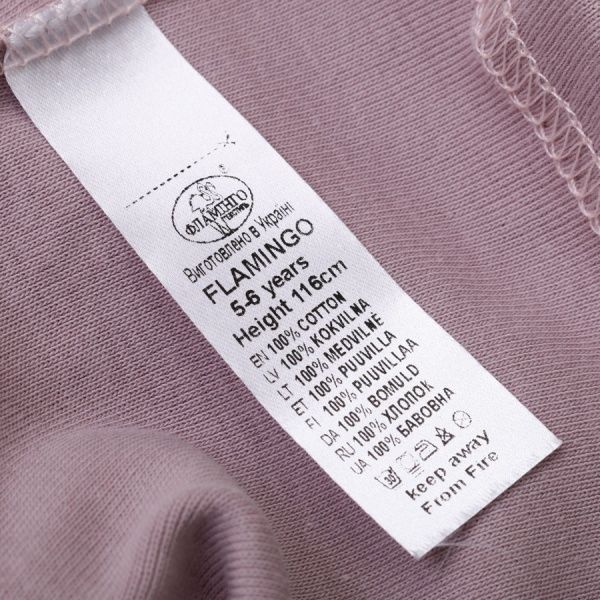 ФЛАМІНГО
текстиль
Виготовлено в Україні
FLAMINGO
5-6 years
Height 116cm
EN 100% COTTON
LV 100% KOKVILNA
LT 100% MEDVILNĖ
ET 100% PUUVILLA
FI 100% PUUVILLAA
DA 100% BOMULD
RU 100% ХЛОПОК
UA 100% БАВОВНА
30°
keep away
From Fire